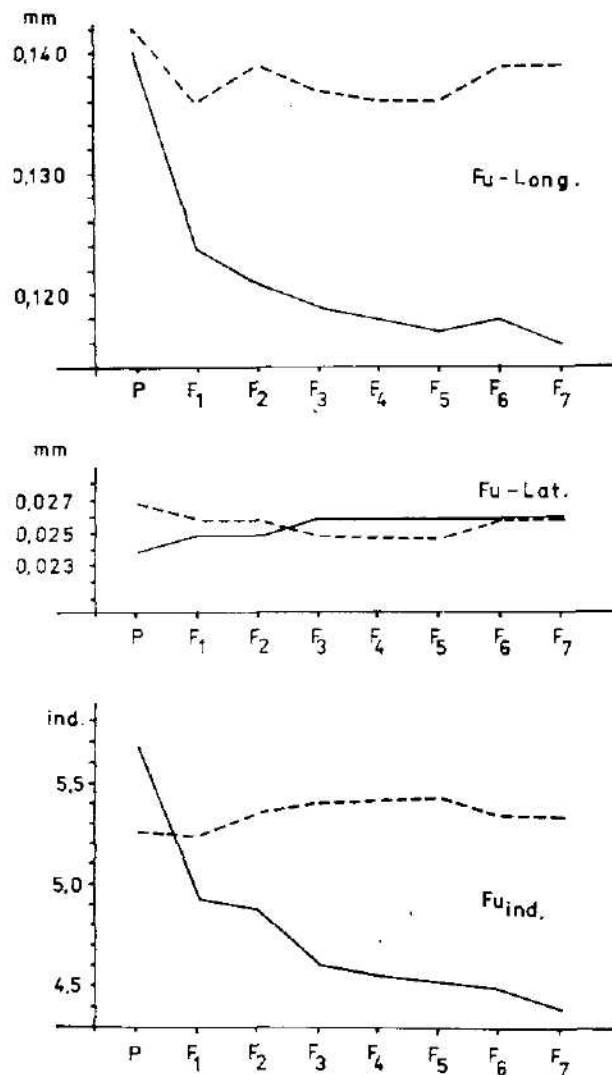 mm
0,140
0,130
Fu-Long.
0,120
P F1 F2 F3 F4 F5 F6 F7
mm
Fu-Lat.
0,027
0,025
0,023
P F1 F2 F3 F4 F5 F6 F7
ind.
5,5
5,0
Fu ind.
4,5
P F1 F2 F3 F4 F5 F6 F7